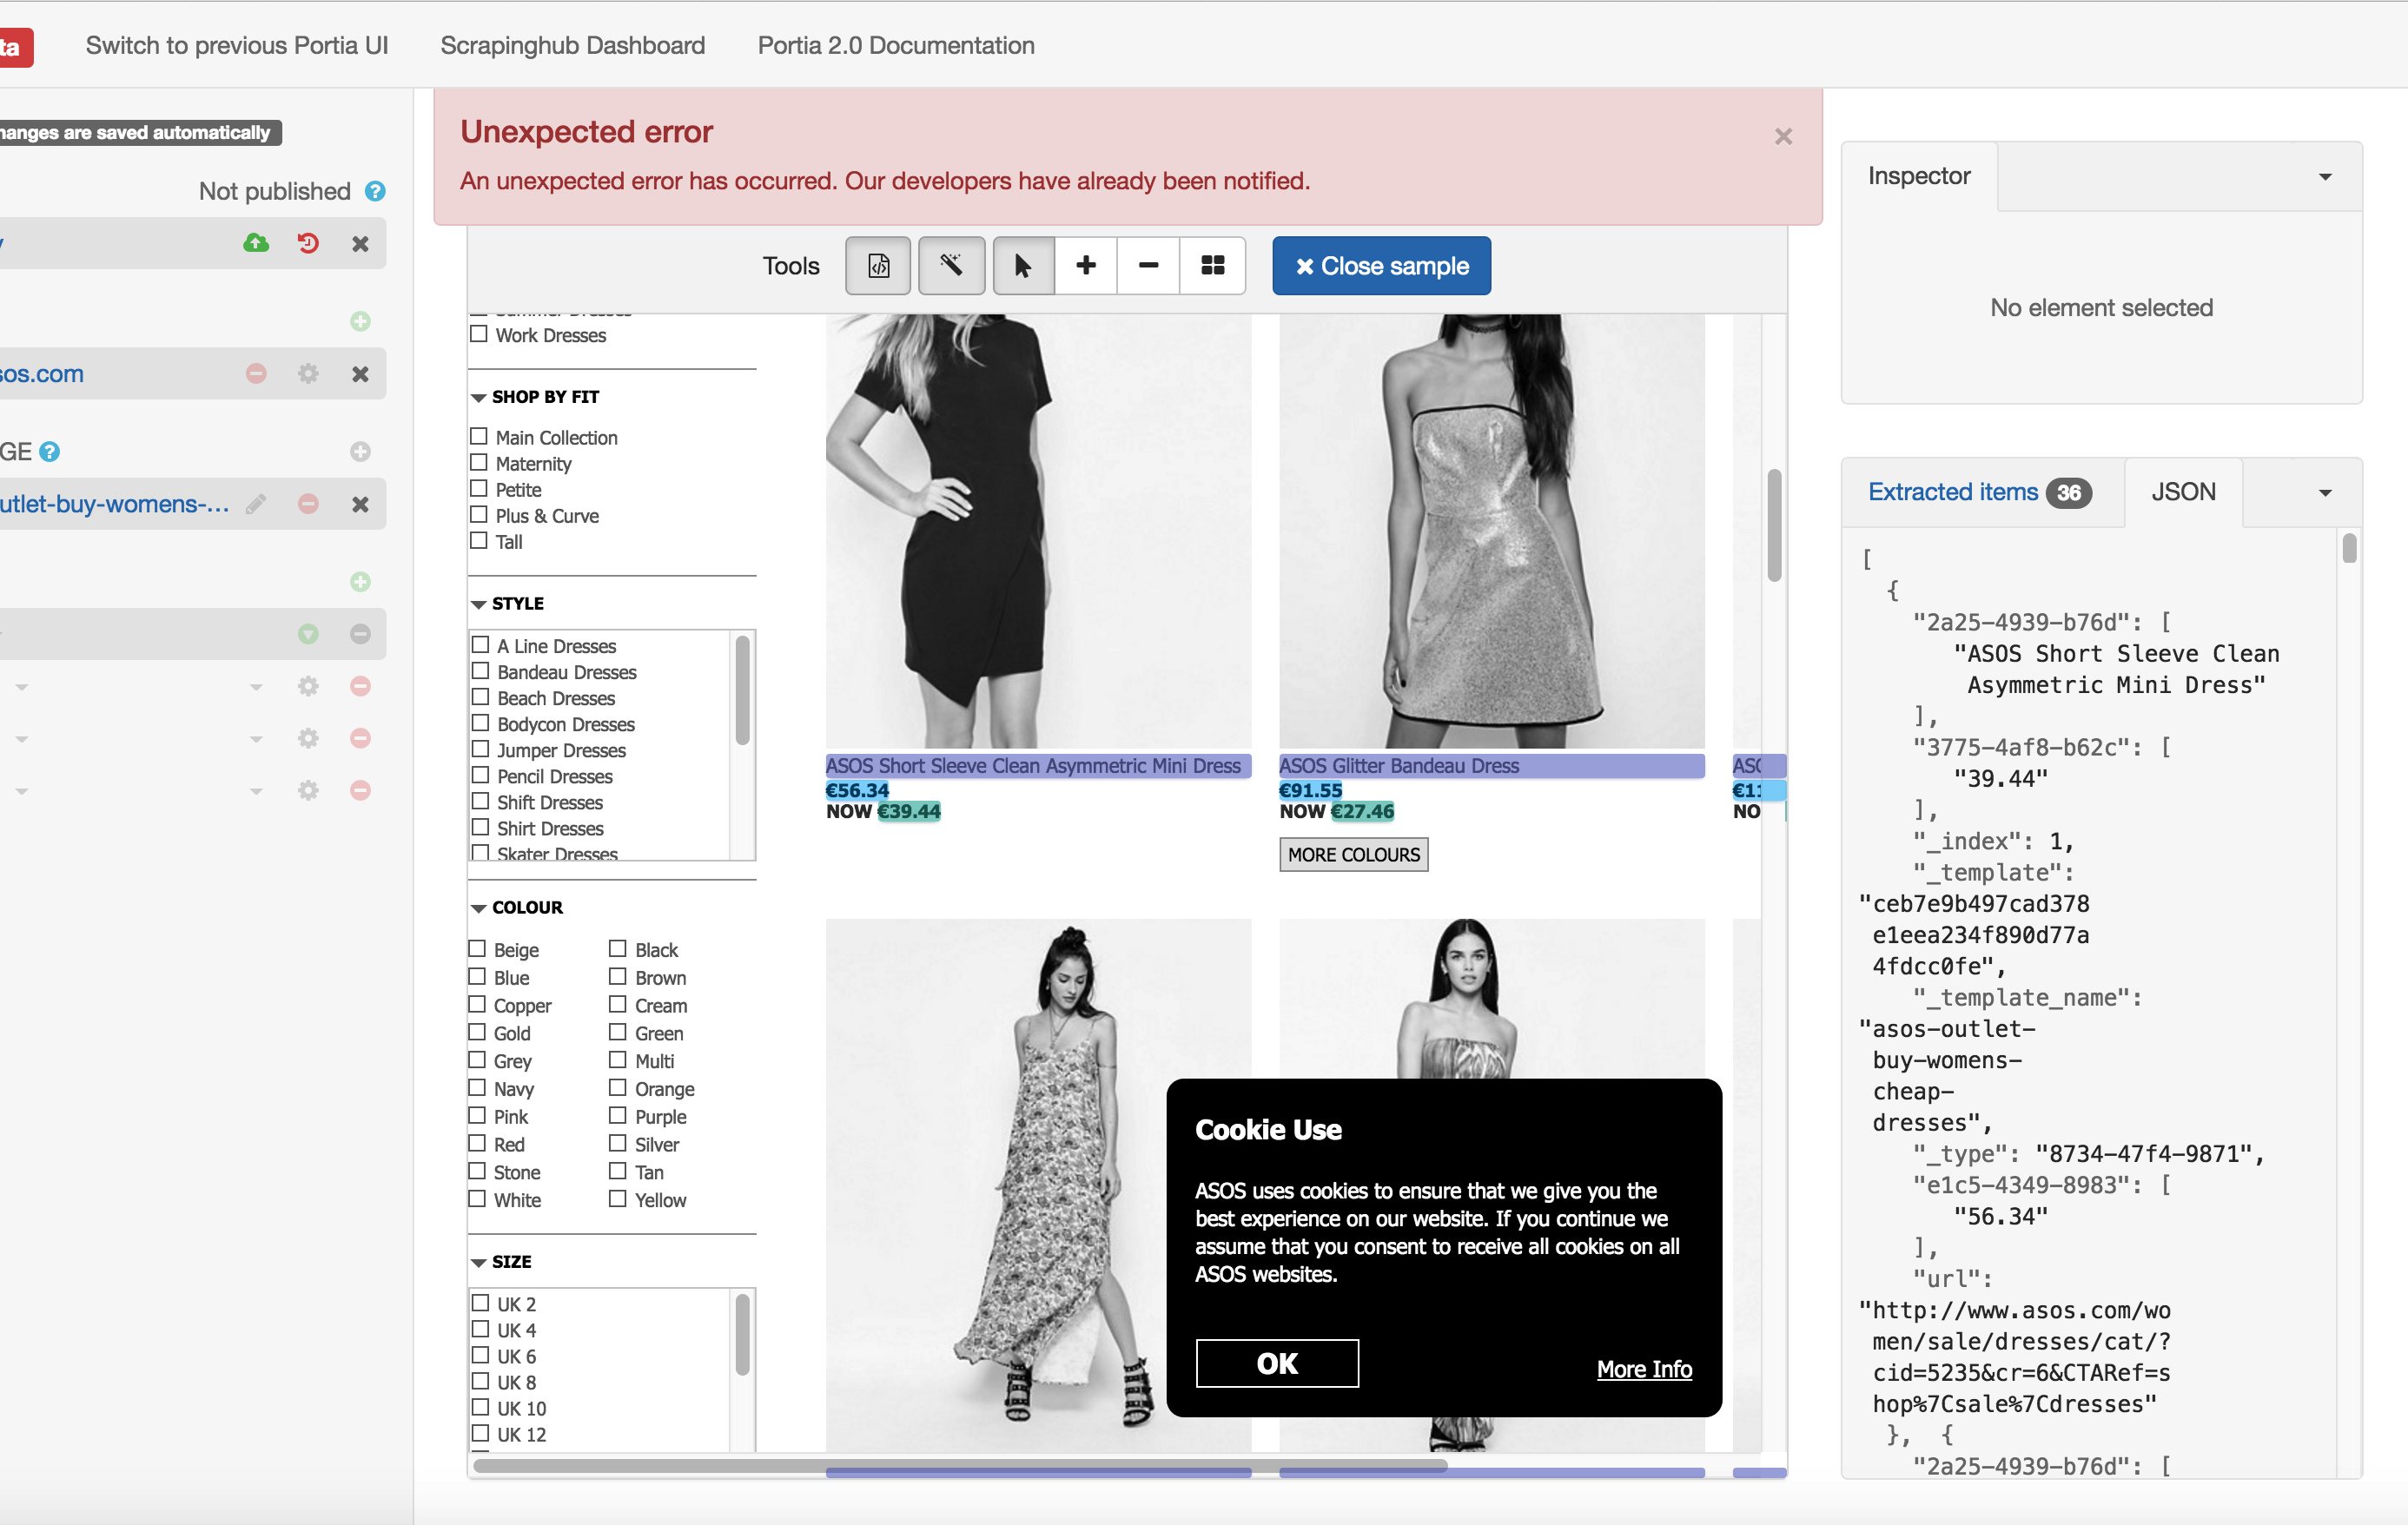 ta
Switch to previous Portia UI
Scrapinghub Dashboard
Portia 2.0 Documentation
hanges are saved automatically
Not published
sos.com
GE
utlet-buy-womens-...
Unexpected error
An unexpected error has occurred. Our developers have already been notified.
Tools
Close sample
Summer Dresses
Work Dresses
SHOP BY FIT
Main Collection
Maternity
Petite
Plus & Curve
Tall
STYLE
A Line Dresses
Bandeau Dresses
Beach Dresses
Bodycon Dresses
Jumper Dresses
Pencil Dresses
Shift Dresses
Shirt Dresses
Skater Dresses
COLOUR
Beige
Black
Blue
Brown
Copper
Cream
Gold
Green
Grey
Multi
Navy
Orange
Pink
Purple
Red
Silver
Stone
Tan
White
Yellow
SIZE
UK 2
UK 4
UK 6
UK 8
UK 10
UK 12
ASOS Short Sleeve Clean Asymmetric Mini Dress
€56.34
NOW €39.44
ASOS Glitter Bandeau Dress
€91.55
NOW €27.46
MORE COLOURS
ASO
€11
NO
Cookie Use
ASOS uses cookies to ensure that we give you the
best experience on our website. If you continue we
assume that you consent to receive all cookies on all
ASOS websites.
OK
More Info
Inspector
No element selected
Extracted items 36
JSON
[
{
"2a25-4939-b76d": [
"ASOS Short Sleeve Clean
Asymmetric Mini Dress"
],
"3775-4af8-b62c": [
"39.44"
],
"_index": 1,
"_template":
"ceb7e9b497cad378
e1eea234f890d77a
4fdcc0fe",
"_template_name":
"asos-outlet-
buy-womens-
cheap-
dresses",
"_type": "8734-47f4-9871",
"e1c5-4349-8983": [
"56.34"
],
"url":
"http://www.asos.com/wo
men/sale/dresses/cat/?
cid=5235&cr=6&CTARef=s
hop%7Csale%7Cdresses"
}, {
"2a25-4939-b76d": [